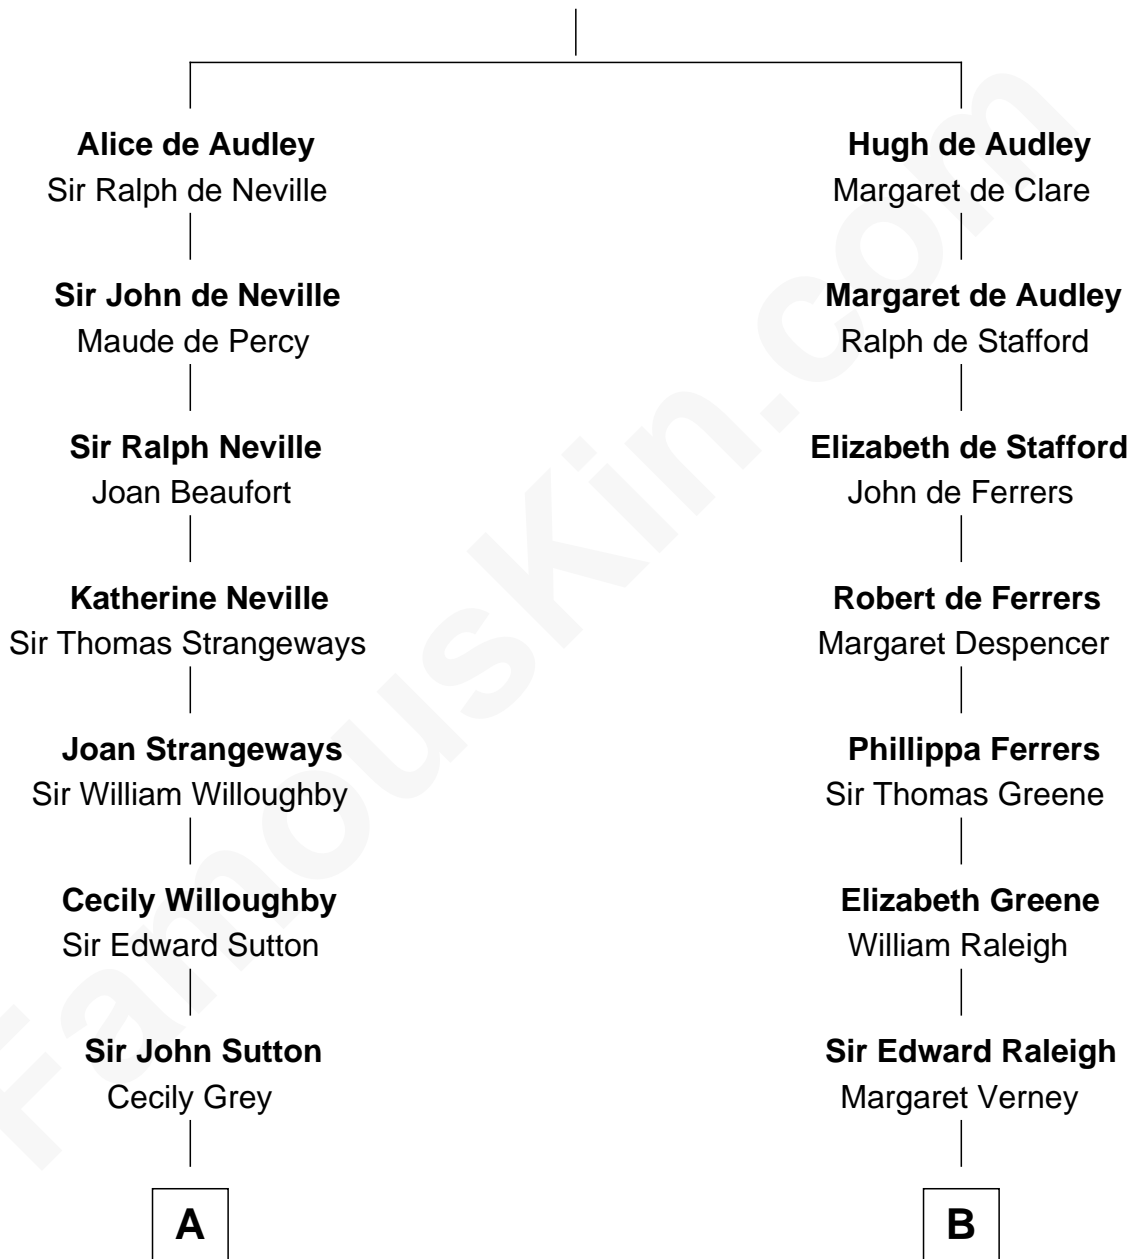 Alice de Audley
Sir Ralph de Neville
Sir John de Neville
Maude de Percy
Sir Ralph Neville
Joan Beaufort
Katherine Neville
Sir Thomas Strangeways
Joan Strangeways
Sir William Willoughby
Cecily Willoughby
Sir Edward Sutton
Sir John Sutton
Cecily Grey
A
Hugh de Audley
Margaret de Clare
Margaret de Audley
Ralph de Stafford
Elizabeth de Stafford
John de Ferrers
Robert de Ferrers
Margaret Despencer
Phillippa Ferrers
Sir Thomas Greene
Elizabeth Greene
William Raleigh
Sir Edward Raleigh
Margaret Verney
B
FamousKin.com